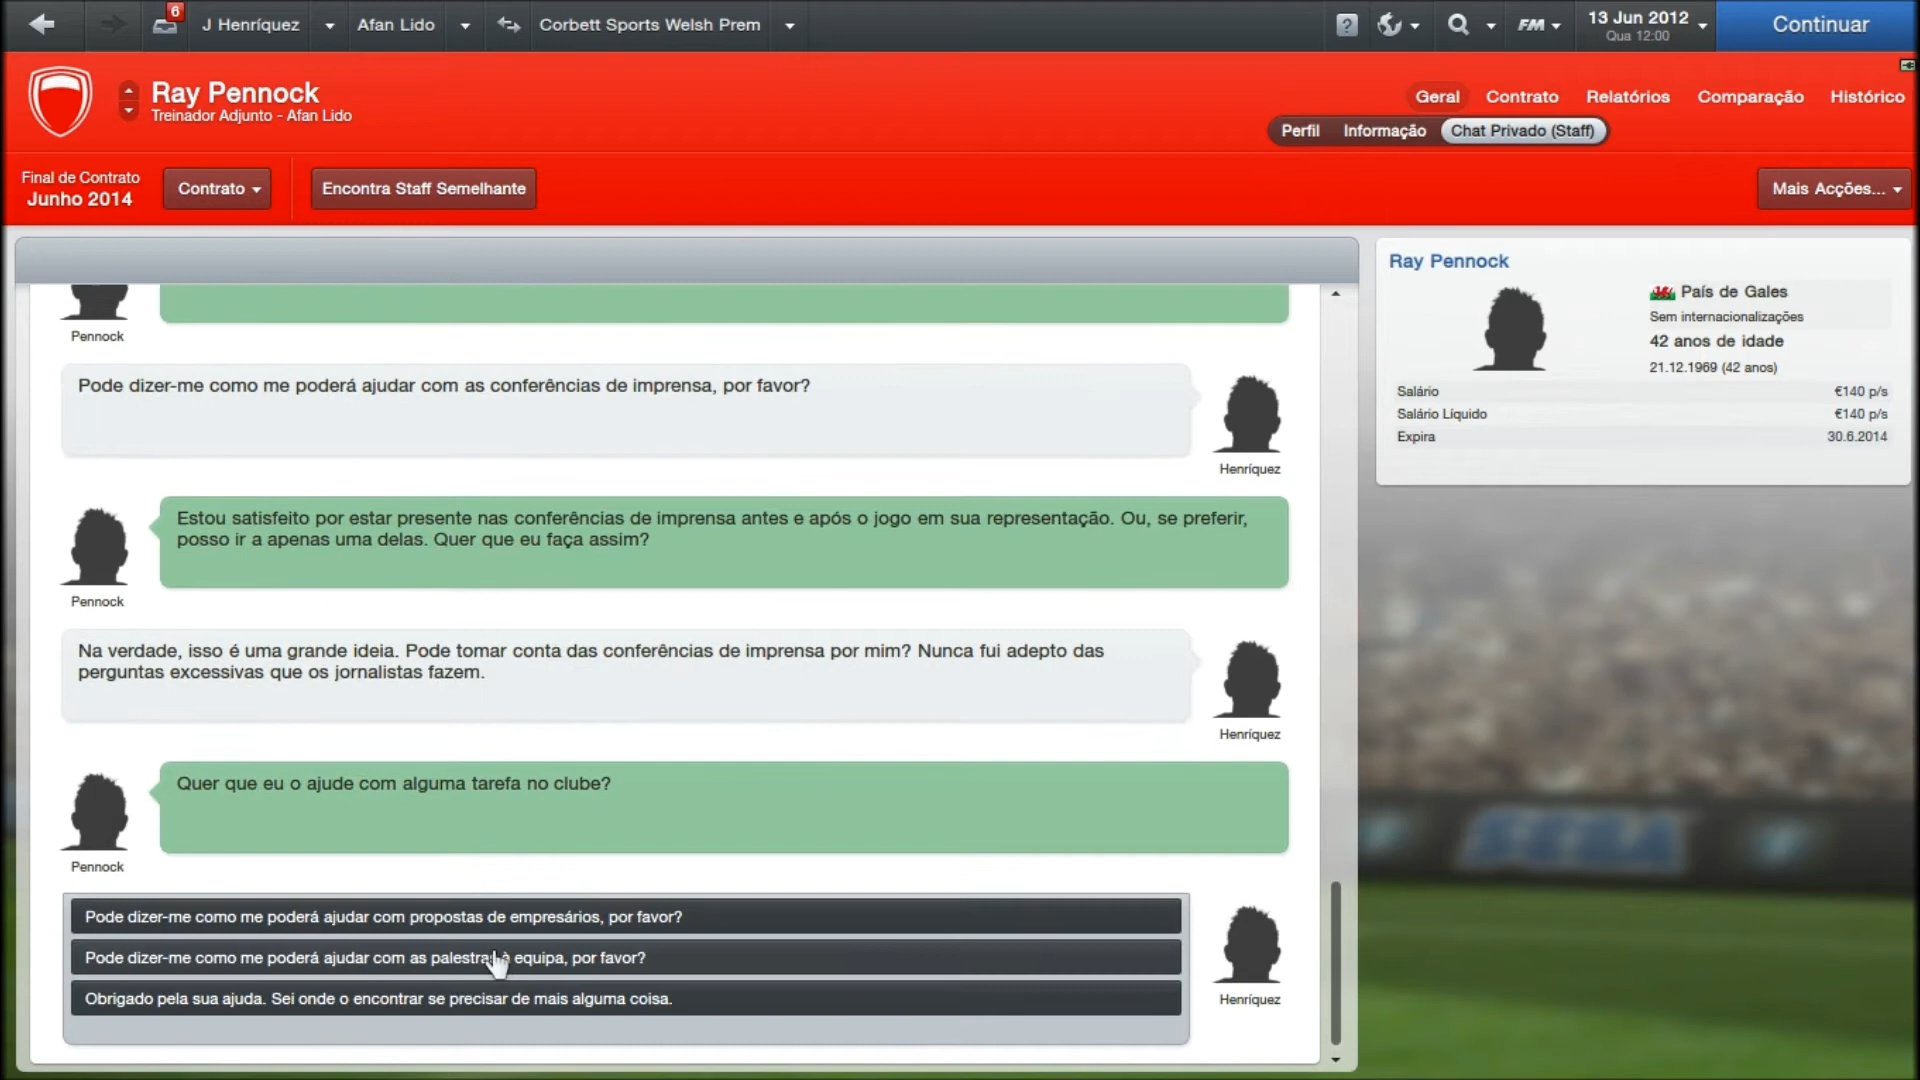 6
J Henríquez
Afan Lido
Corbett Sports Welsh Prem
?
FM
13 Jun 2012
Qua 12:00
Continuar
Ray Pennock
Treinador Adjunto - Afan Lido
Geral
Contrato
Relatórios
Comparação
Histórico
Perfil
Informação
Chat Privado (Staff)
Final de Contrato
Junho 2014
Contrato
Encontra Staff Semelhante
Mais Acções...
Pennock
Pode dizer-me como me poderá ajudar com as conferências de imprensa, por favor?
Henríquez
Estou satisfeito por estar presente nas conferências de imprensa antes e após o jogo em sua representação. Ou, se preferir,
posso ir a apenas uma delas. Quer que eu faça assim?
Pennock
Na verdade, isso é uma grande ideia. Pode tomar conta das conferências de imprensa por mim? Nunca fui adepto das
perguntas excessivas que os jornalistas fazem.
Henríquez
Quer que eu o ajude com alguma tarefa no clube?
Pennock
Pode dizer-me como me poderá ajudar com propostas de empresários, por favor?
Pode dizer-me como me poderá ajudar com as palestras à equipa, por favor?
Obrigado pela sua ajuda. Sei onde o encontrar se precisar de mais alguma coisa.
Henríquez
Ray Pennock
País de Gales
Sem internacionalizações
42 anos de idade
21.12.1969 (42 anos)
Salário €140 p/s
Salário Líquido €140 p/s
Expira 30.6.2014
SEGA